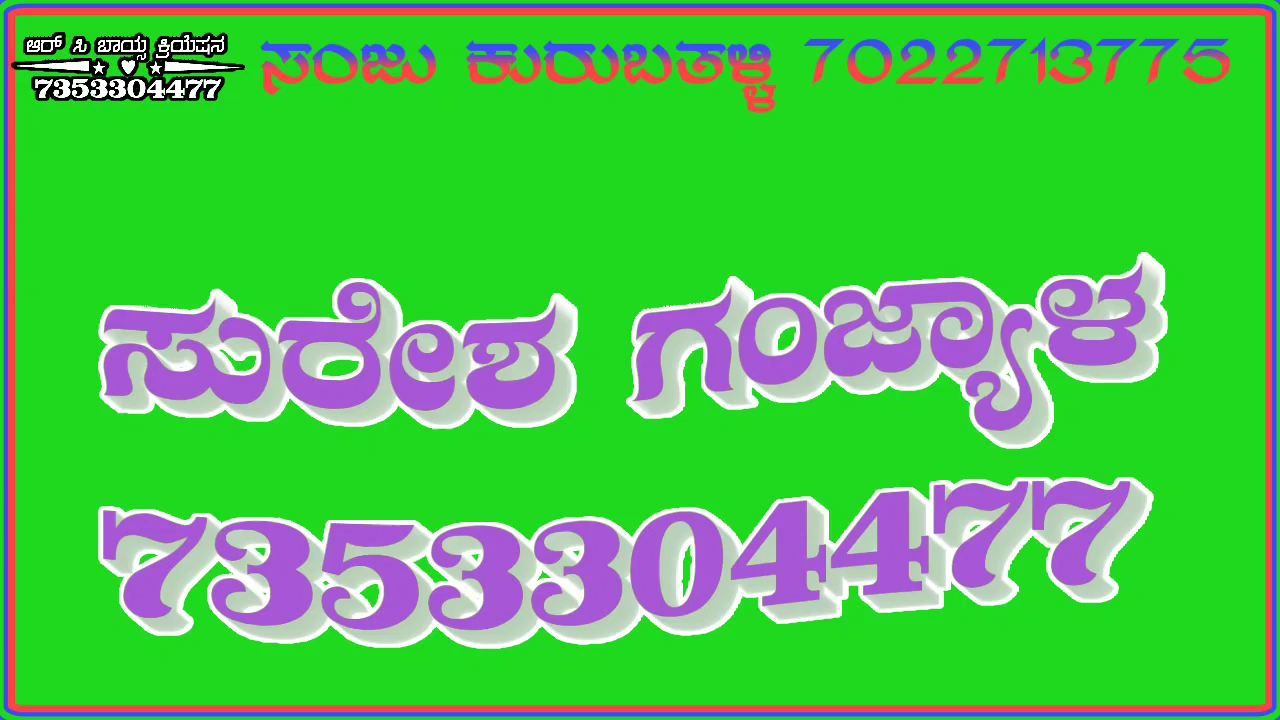 ಆರ್ ಸಿ ಬಾಯ್ಸ ಕ್ರಿಯೆಷನ
7353304477
ಸಂಜು ಕುರುಬತಳ್ಳಿ 7022713775
ಸುರೇಶ ಗಂಜ್ಯಾಳ
7353304477